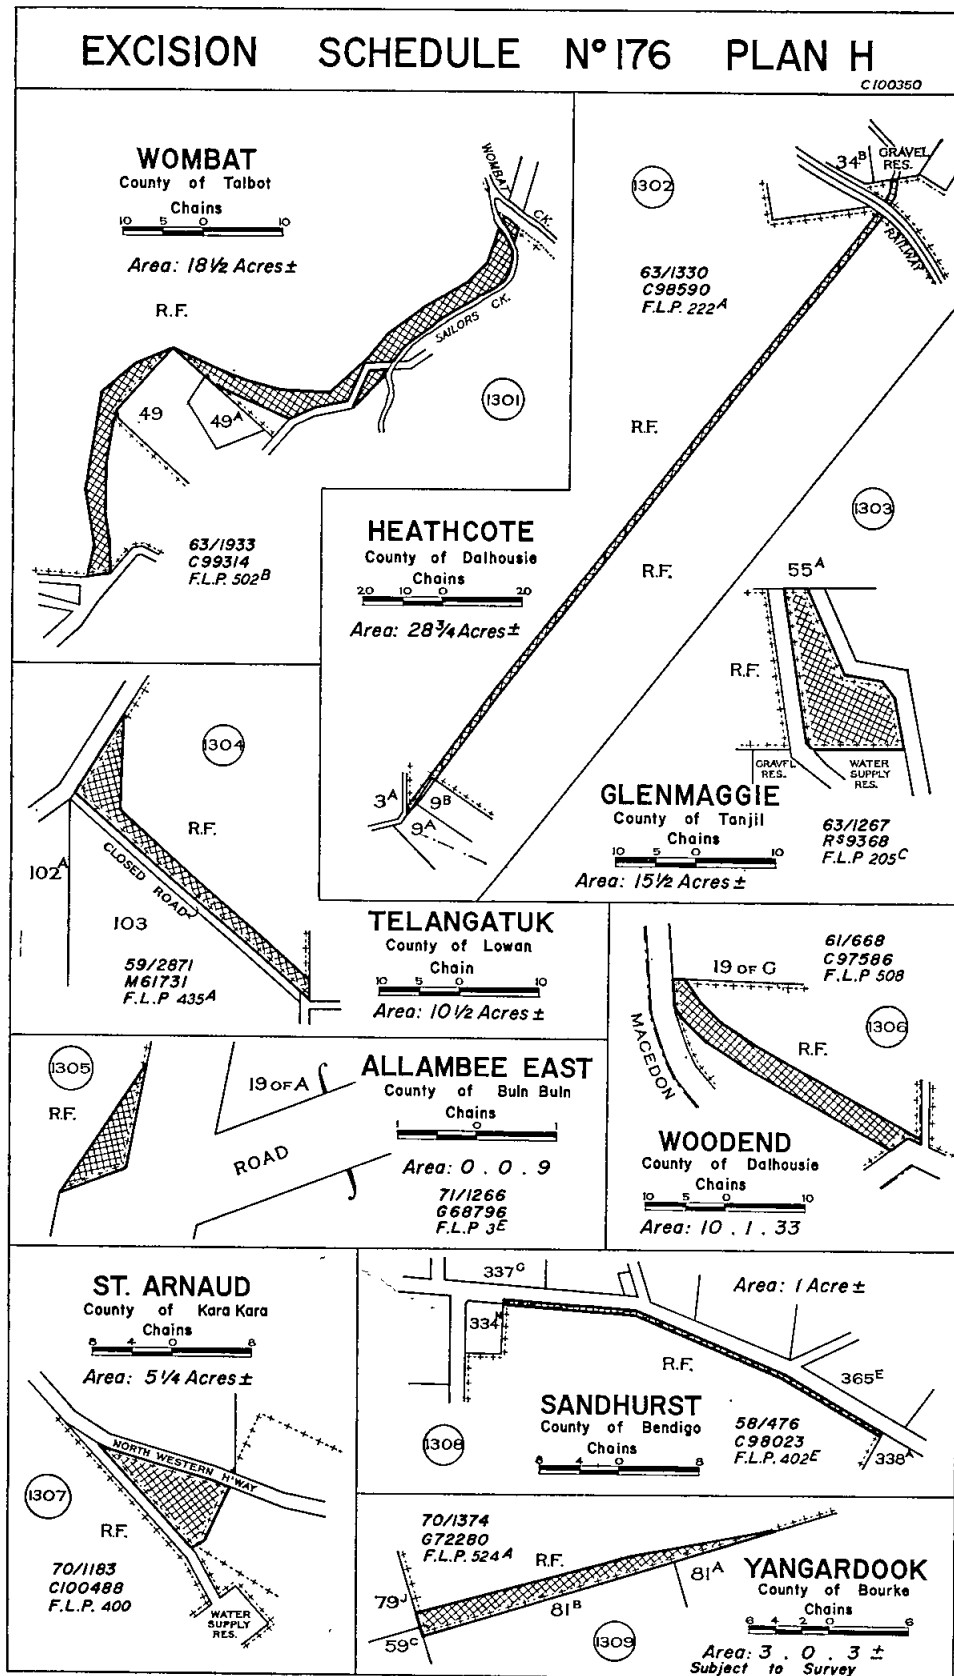 EXCISION SCHEDULE Nº 176 PLAN H
C100350
WOMBAT
County of Talbot
Chains
10 5 0 10
Area: 18½ Acres ±
R.F.
WOMBAT CK.
SAILORS CK.
1301
49
49A
63/1933
C99314
F.L.P. 502B
1302
34B
GRAVEL
RES.
RAILWAY
63/1330
C98590
F.L.P. 222A
R.F.
R.F.
HEATHCOTE
County of Dalhousie
Chains
20 10 0 20
Area: 28¾ Acres ±
3A
9B
9A
1303
55A
R.F.
GRAVEL
RES.
WATER
SUPPLY
RES.
GLENMAGGIE
County of Tanjil
Chains
10 5 0 10
Area: 15½ Acres ±
63/1267
RS9368
F.L.P 205C
1304
R.F.
102A
CLOSED ROAD
103
59/2871
M61731
F.L.P 435A
TELANGATUK
County of Lowan
Chain
10 5 0 10
Area: 10½ Acres ±
1305
R.F.
19 OF A
ROAD
ALLAMBEE EAST
County of Buln Buln
Chains
1 0 1
Area: 0 . 0 . 9
71/1266
G68796
F.L.P 3E
61/668
C97586
F.L.P 508
19 OF G
1306
R.F.
MACEDON
WOODEND
County of Dalhousie
Chains
10 5 0 10
Area: 10 . 1 . 33
ST. ARNAUD
County of Kara Kara
Chains
8 4 0 8
Area: 5¼ Acres ±
NORTH WESTERN H'WAY
1307
R.F.
70/1183
C100488
F.L.P. 400
WATER
SUPPLY
RES.
337G
Area: 1 Acre ±
334
R.F.
365E
SANDHURST
County of Bendigo
Chains
8 4 0 8
58/476
C98023
F.L.P. 402E
338A
1308
70/1374
G72280
F.L.P. 524A
R.F.
79J
81A
81B
59C
1309
YANGARDOOK
County of Bourke
Chains
6 4 2 0 6
Area: 3 . 0 . 3 ±
Subject to Survey